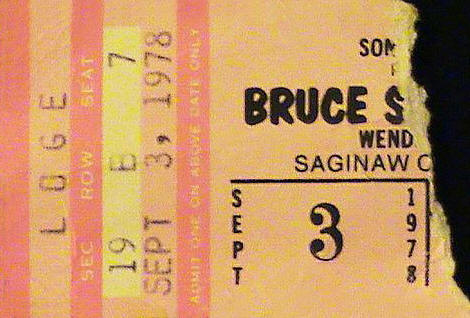 LOGE
SEC ROW SEAT
19 B 7
SEPT 3, 1978
ADMIT ONE ON ABOVE DATE ONLY
SON
BRUCE S
WEND
SAGINAW C
SEPT
3
1978